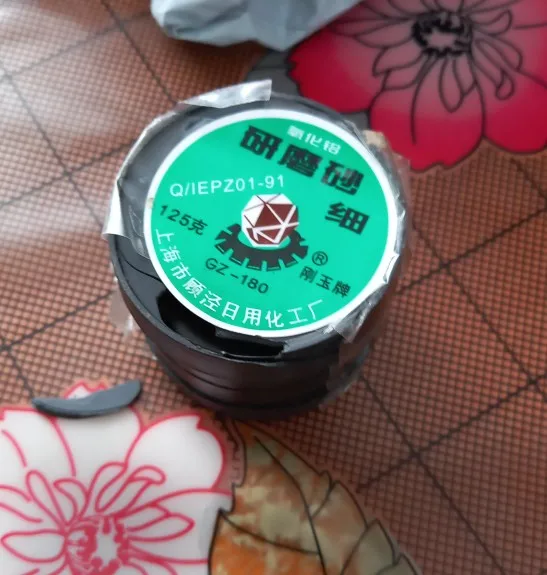 氧化铝
研磨砂
Q/IEPZ01-91
细
125克
®
GZ-180
刚玉牌
上海市顾泾日用化工厂